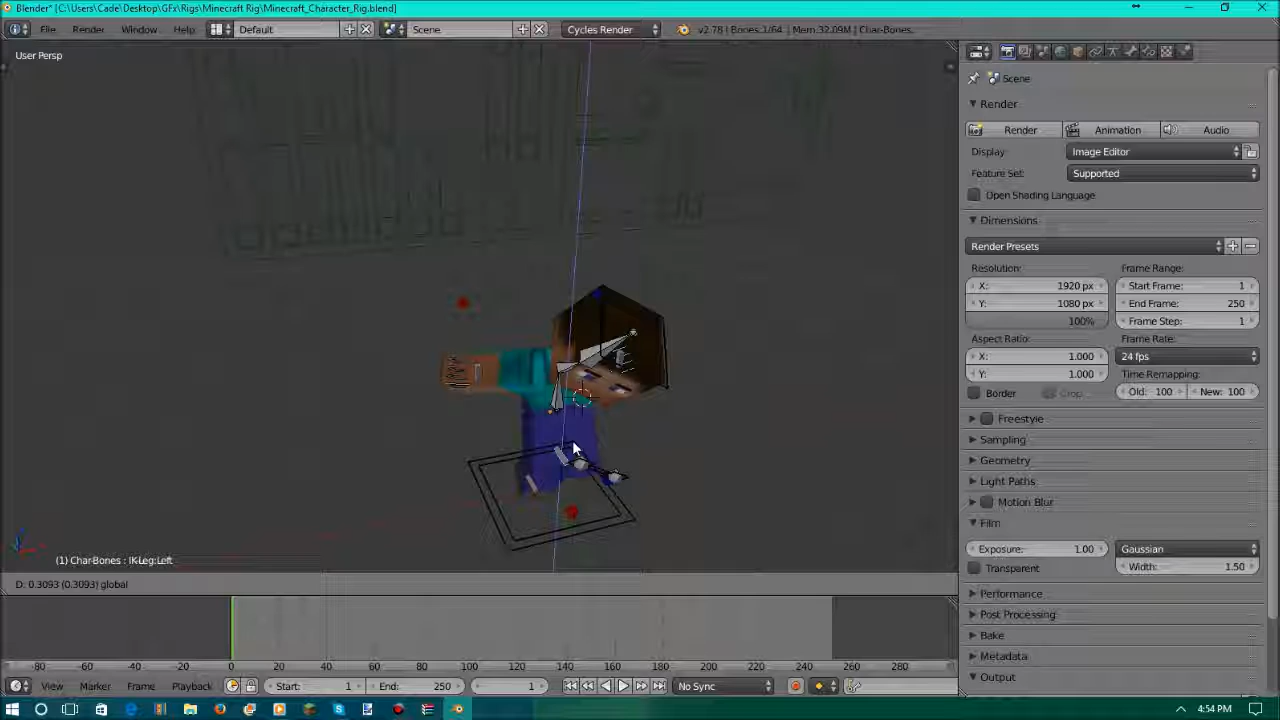 Blender* [C:\Users\Cade\Desktop\GFx\Rigs\Minecraft Rig\Minecraft_Character_Rig.blend]
File Render Window Help Default Scene Cycles Render v2.78 | Bones:1/64 | Mem:32.09M | Char-Bones.
User Persp
Scene
Render
Render Animation Audio
Display: Image Editor
Feature Set: Supported
Open Shading Language
Dimensions
Render Presets
Resolution: Frame Range:
X: 1920 px Start Frame: 1
Y: 1080 px End Frame: 250
100% Frame Step: 1
Aspect Ratio: Frame Rate:
X: 1.000 24 fps
Y: 1.000 Time Remapping:
Border Crop Old: 100 New: 100
Freestyle
Sampling
Geometry
Light Paths
Motion Blur
Film
Exposure: 1.00 Gaussian
Transparent Width: 1.50
Performance
Post Processing
Bake
Metadata
Output
(1) Char-Bones : IK-Leg:Left
D: 0.3093 (0.3093) global
-80 -60 -40 -20 0 20 40 60 80 100 120 140 160 180 200 220 240 260 280
View Marker Frame Playback Start: 1 End: 250 1 No Sync
4:54 PM